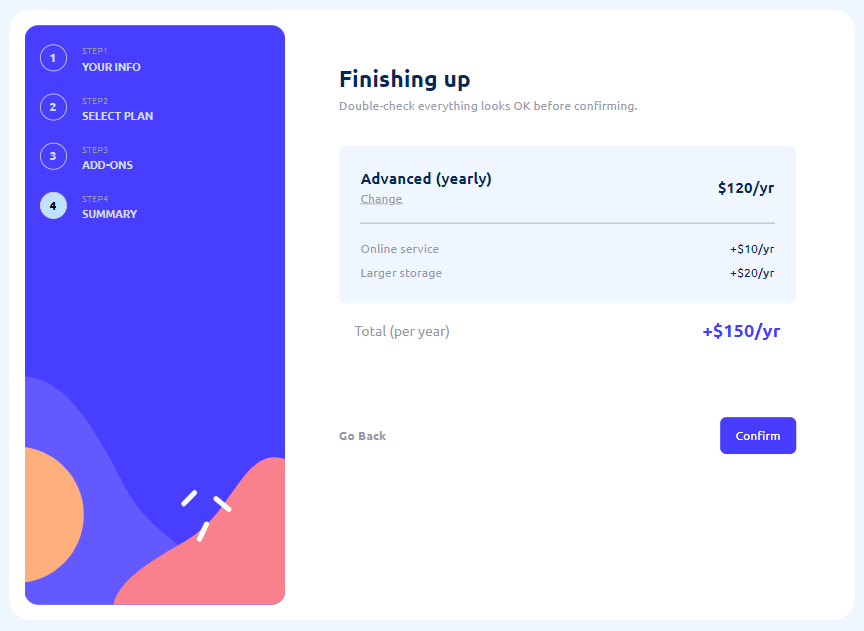 1
STEP1
YOUR INFO
2
STEP2
SELECT PLAN
3
STEP3
ADD-ONS
4
STEP4
SUMMARY
Finishing up
Double-check everything looks OK before confirming.
Advanced (yearly)
Change
$120/yr
Online service +$10/yr
Larger storage +$20/yr
Total (per year) +$150/yr
Go Back Confirm